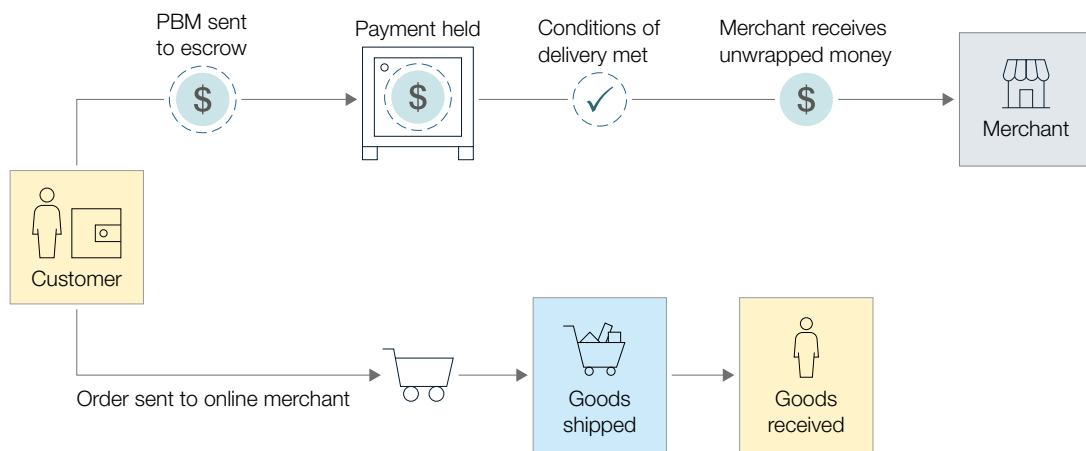 PBM sent
to escrow
Payment held
Conditions of
delivery met
Merchant receives
unwrapped money
$
$
$
Merchant
Customer
Order sent to online merchant
Goods
shipped
Goods
received